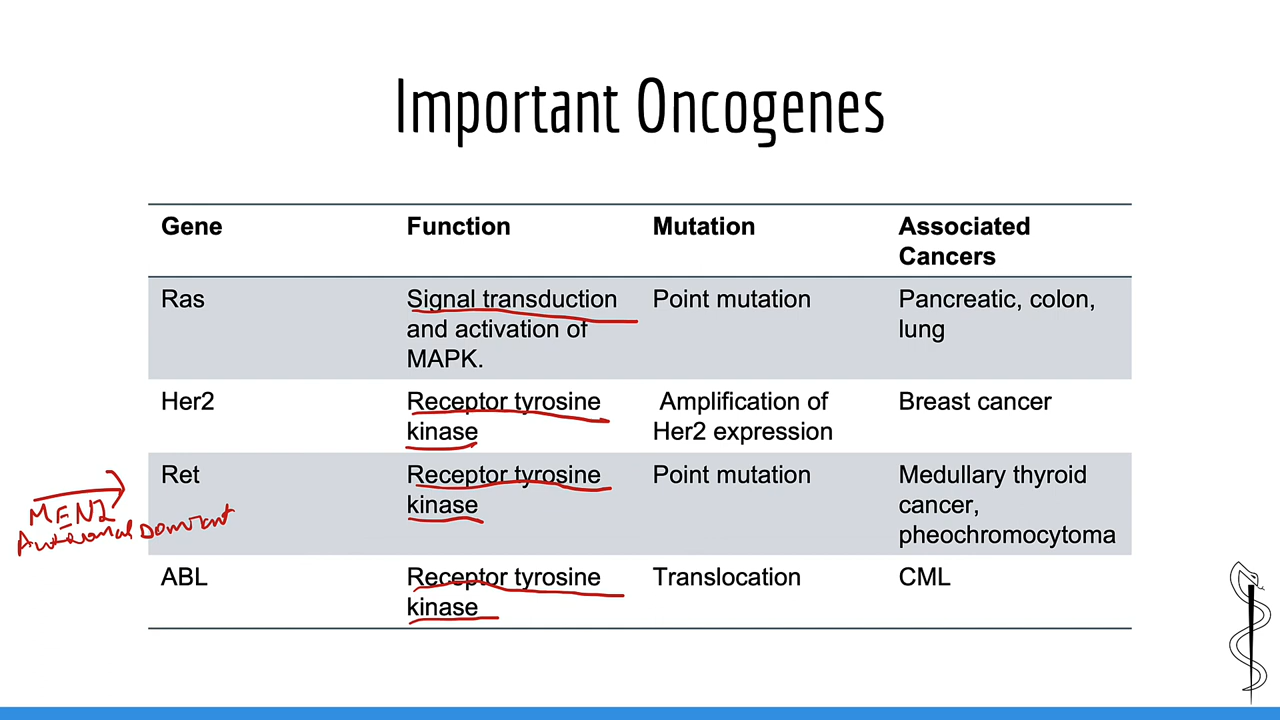 Important Oncogenes
Gene Function Mutation Associated
Cancers
Ras Signal transduction Point mutation Pancreatic, colon,
and activation of lung
MAPK.
Her2 Receptor tyrosine Amplification of Breast cancer
kinase Her2 expression
Ret Receptor tyrosine Point mutation Medullary thyroid
kinase cancer,
pheochromocytoma
MEN2
Autosomal Dominant
ABL Receptor tyrosine Translocation CML
kinase